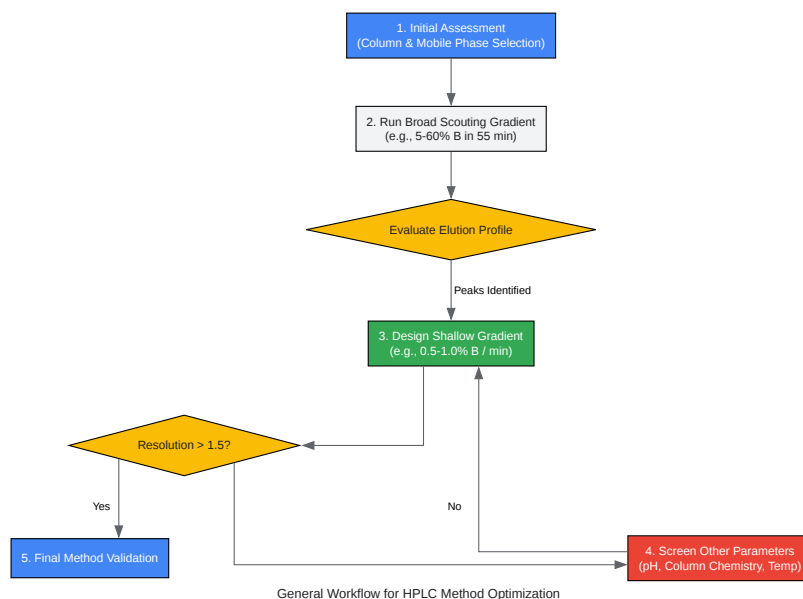 1. Initial Assessment
(Column & Mobile Phase Selection)
2. Run Broad Scouting Gradient
(e.g., 5-60% B in 55 min)
Evaluate Elution Profile
Peaks Identified
3. Design Shallow Gradient
(e.g., 0.5-1.0% B / min)
Resolution > 1.5?
Yes
No
5. Final Method Validation
4. Screen Other Parameters
(pH, Column Chemistry, Temp)
General Workflow for HPLC Method Optimization